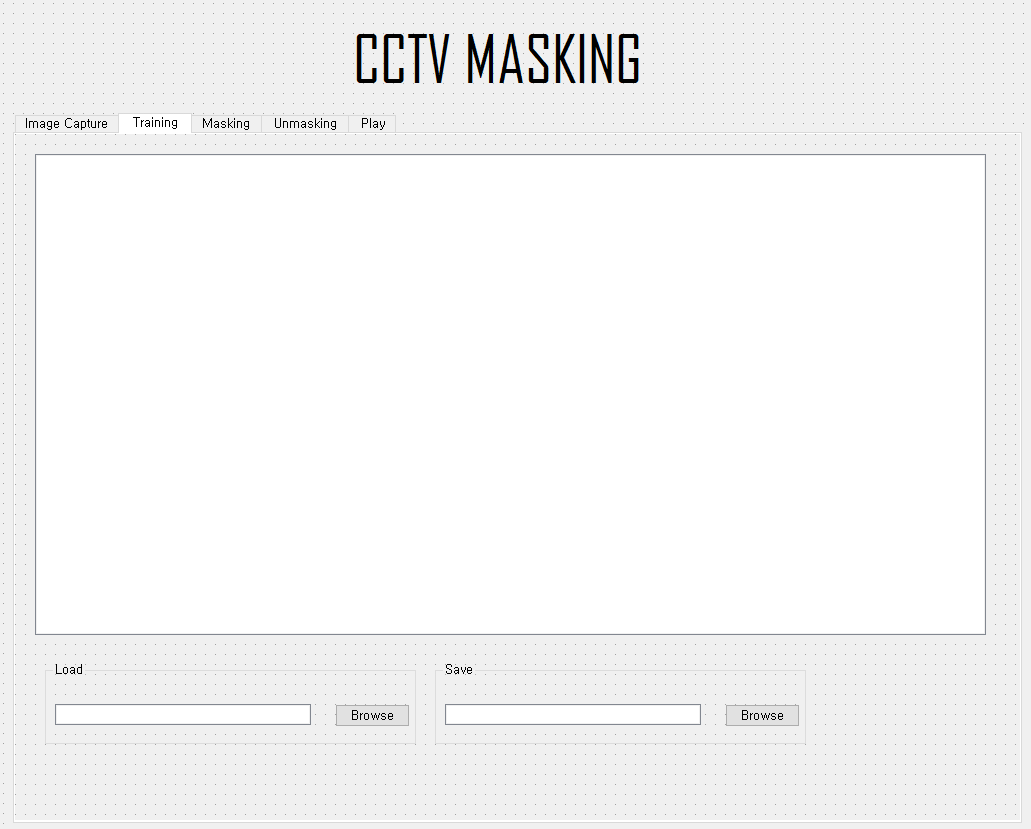 CCTV MASKING
Image Capture Training Masking Unmasking Play
Load Save
Browse Browse